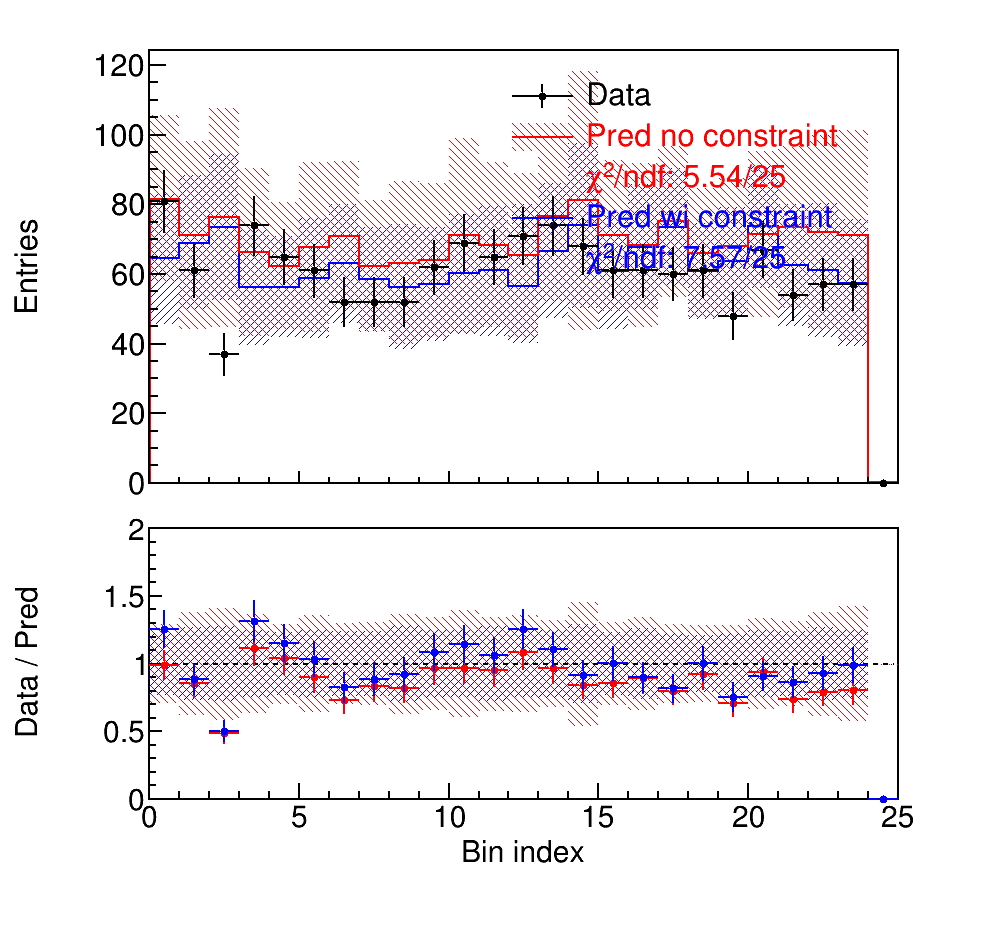 Entries
120
100
80
60
40
20
0
Data
Pred no constraint
χ²/ndf: 5.54/25
Pred wi constraint
χ²/ndf: 7.57/25
Data / Pred
2
1.5
1
0.5
0
0 5 10 15 20 25
Bin index